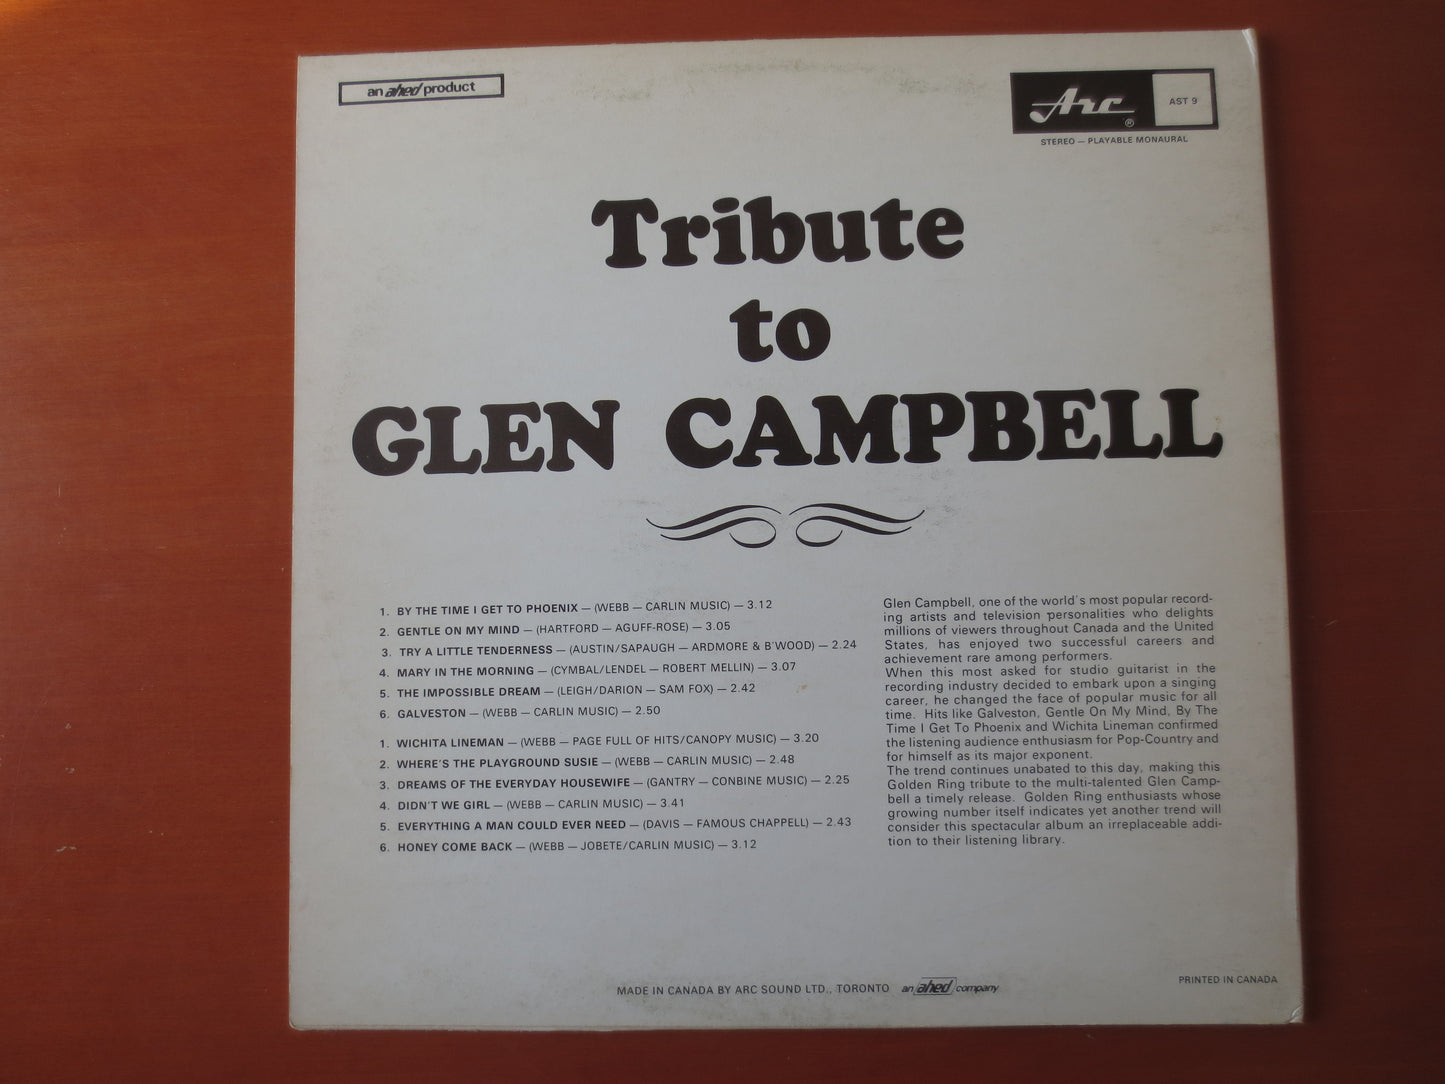 an ahed product
Arc
®
AST 9
STEREO — PLAYABLE MONAURAL
Tribute
to
GLEN CAMPBELL
1. BY THE TIME I GET TO PHOENIX — (WEBB — CARLIN MUSIC) — 3.12
2. GENTLE ON MY MIND — (HARTFORD — AGUFF-ROSE) — 3.05
3. TRY A LITTLE TENDERNESS — (AUSTIN/SAPAUGH — ARDMORE & B'WOOD) — 2.24
4. MARY IN THE MORNING — (CYMBAL/LENDEL — ROBERT MELLIN) — 3.07
5. THE IMPOSSIBLE DREAM — (LEIGH/DARION — SAM FOX) — 2.42
6. GALVESTON — (WEBB — CARLIN MUSIC) — 2.50
1. WICHITA LINEMAN — (WEBB — PAGE FULL OF HITS/CANOPY MUSIC) — 3.20
2. WHERE'S THE PLAYGROUND SUSIE — (WEBB — CARLIN MUSIC) — 2.48
3. DREAMS OF THE EVERYDAY HOUSEWIFE — (GANTRY — CONBINE MUSIC) — 2.25
4. DIDN'T WE GIRL — (WEBB — CARLIN MUSIC) — 3.41
5. EVERYTHING A MAN COULD EVER NEED — (DAVIS — FAMOUS CHAPPELL) — 2.43
6. HONEY COME BACK — (WEBB — JOBETE/CARLIN MUSIC) — 3.12
Glen Campbell, one of the world's most popular record-
ing artists and television personalities who delights
millions of viewers throughout Canada and the United
States, has enjoyed two successful careers and
achievement rare among performers.
When this most asked for studio guitarist in the
recording industry decided to embark upon a singing
career, he changed the face of popular music for all
time. Hits like Galveston, Gentle On My Mind, By The
Time I Get To Phoenix and Wichita Lineman confirmed
the listening audience enthusiasm for Pop-Country and
for himself as its major exponent.
The trend continues unabated to this day, making this
Golden Ring tribute to the multi-talented Glen Camp-
bell a timely release. Golden Ring enthusiasts whose
growing number itself indicates yet another trend will
consider this spectacular album an irreplaceable addi-
tion to their listening library.
MADE IN CANADA BY ARC SOUND LTD., TORONTO an ahed company
PRINTED IN CANADA